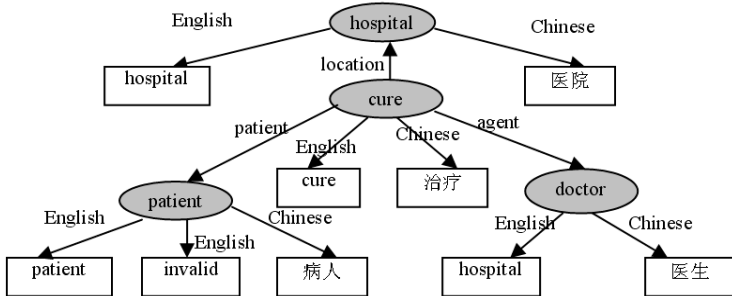 English
hospital
Chinese
hospital
location
医院
cure
patient
English
Chinese
agent
cure
治疗
doctor
patient
English
English
Chinese
English
Chinese
patient
invalid
病人
hospital
医生